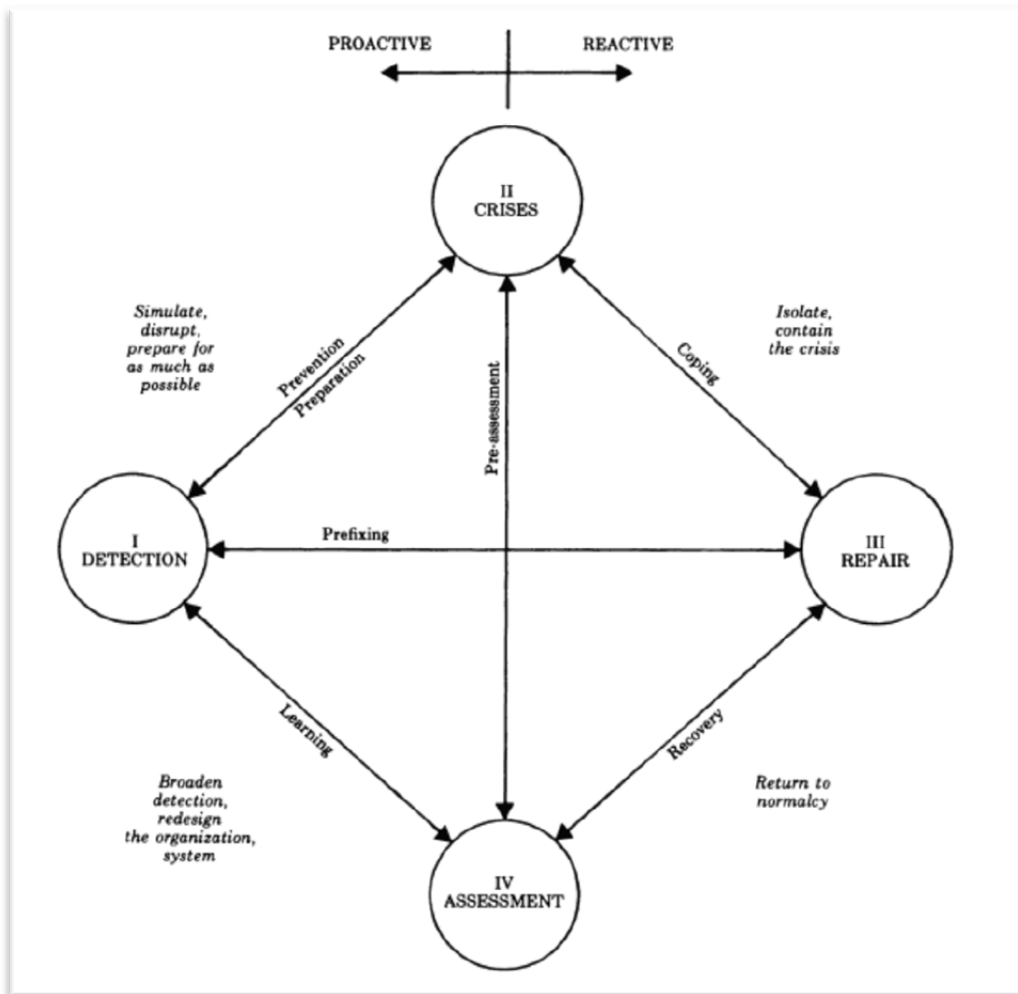 PROACTIVE
REACTIVE
II
CRISES
Simulate,
disrupt,
prepare for
as much as
possible
Prevention
Preparation
Pre-assessment
Coping
Isolate,
contain
the crisis
I
DETECTION
Prefixing
III
REPAIR
Learning
Recovery
Broaden
detection,
redesign
the organization,
system
Return to
normalcy
IV
ASSESSMENT